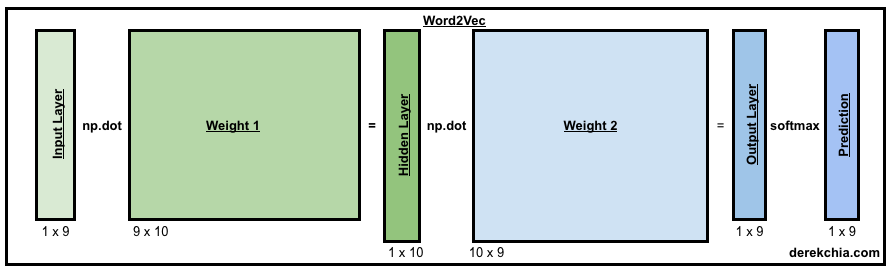 Word2Vec
Input Layer
np.dot
Weight 1
=
Hidden Layer
np.dot
Weight 2
=
Output Layer
softmax
Prediction
1 x 9
9 x 10
1 x 10
10 x 9
1 x 9
1 x 9
derekchia.com